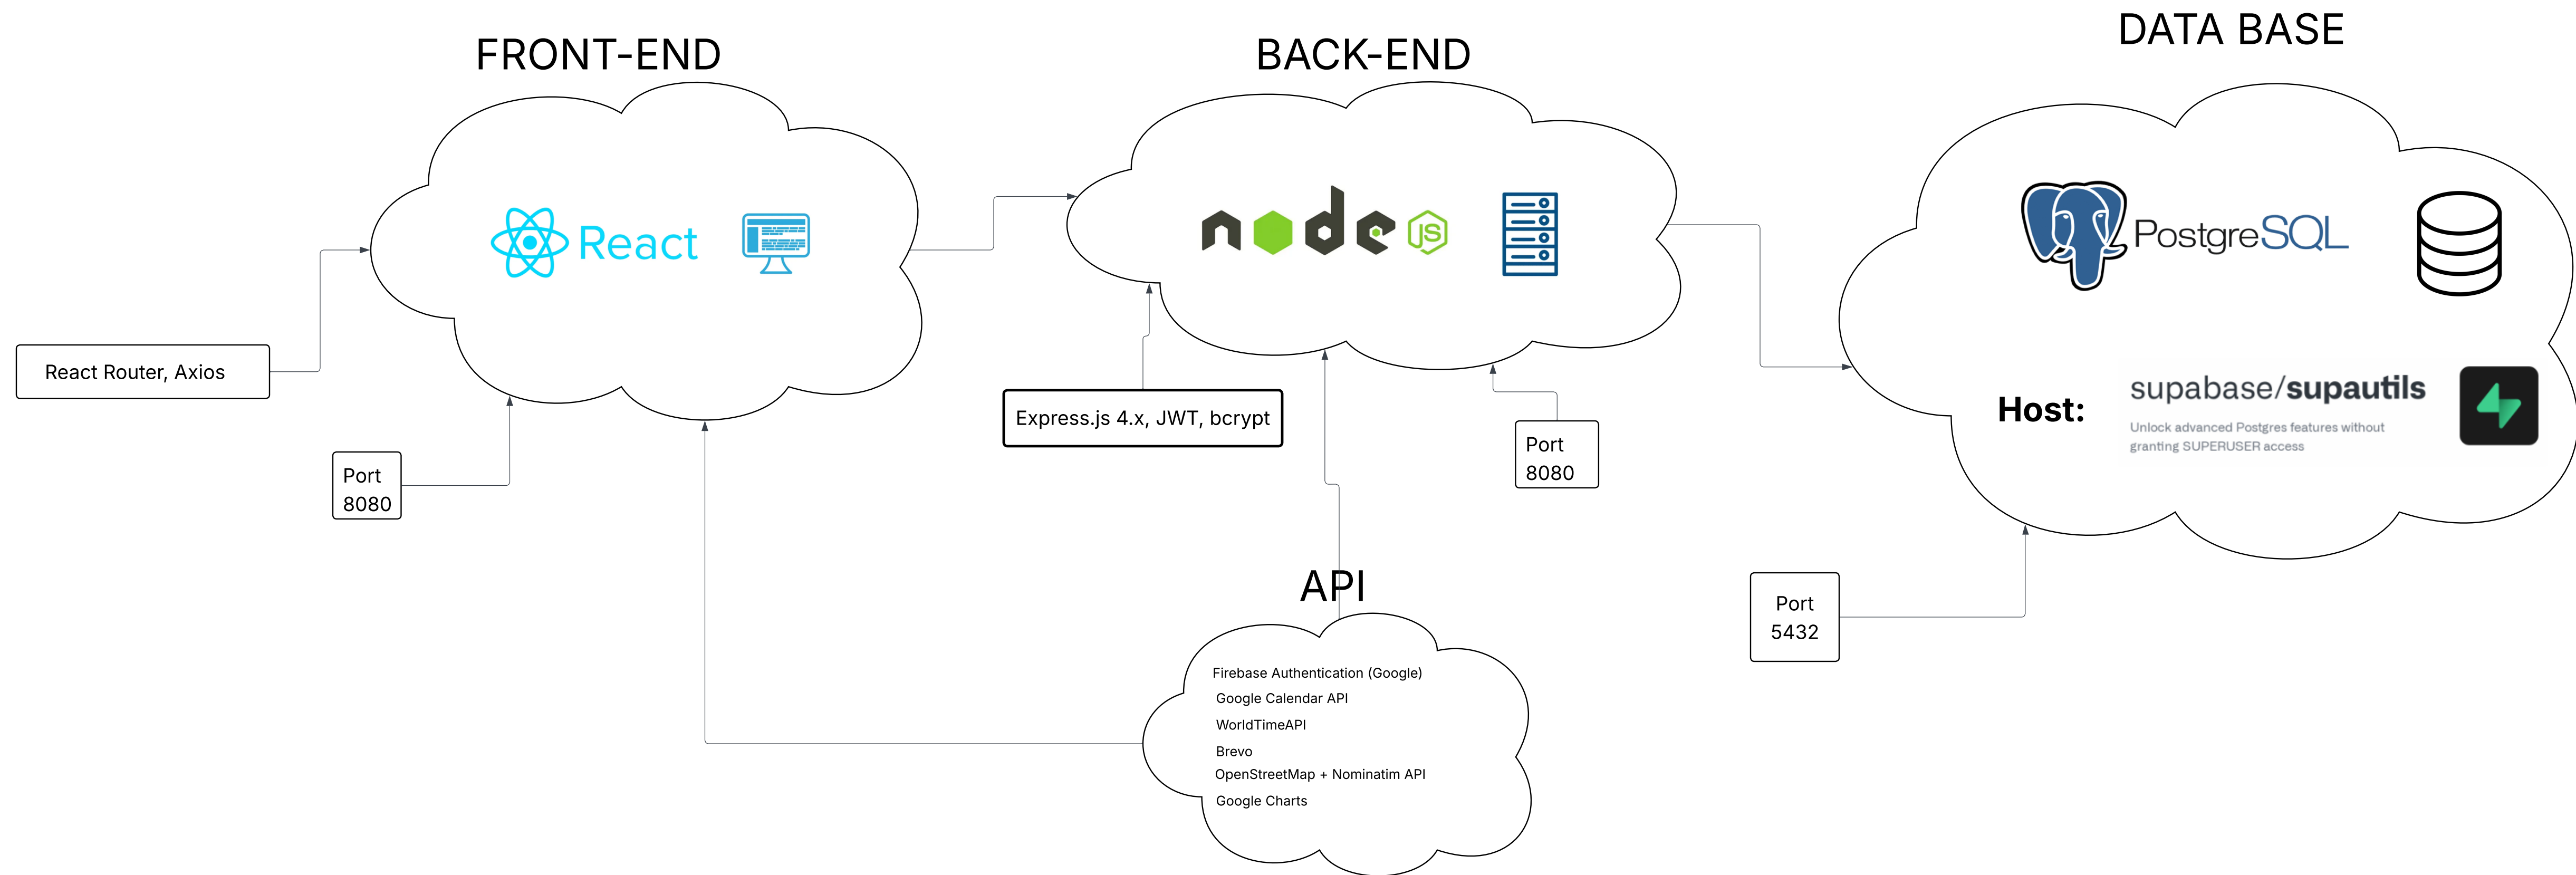 FRONT-END
BACK-END
DATA BASE
React
node
JS
PostgreSQL
React Router, Axios
Host:
supabase/supautils
Unlock advanced Postgres features without
granting SUPERUSER access
Express.js 4.x, JWT, bcrypt
Port
8080
Port
8080
API
Port
5432
Firebase Authentication (Google)
Google Calendar API
WorldTimeAPI
Brevo
OpenStreetMap + Nominatim API
Google Charts